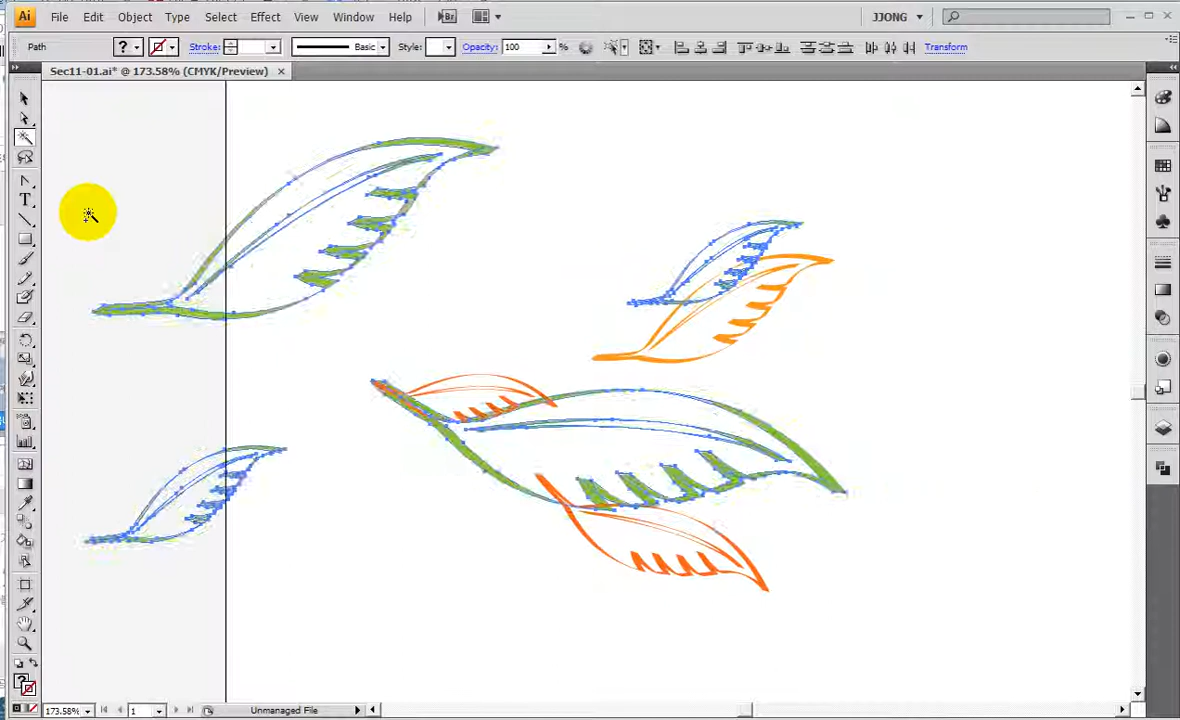 Ai File Edit Object Type Select Effect View Window Help Br JJONG
Path ? Stroke: Basic Style: Opacity: 100 % Transform
Sec11-01.ai* @ 173.58% (CMYK/Preview) ×
T
?
173.58% 1 Unmanaged File